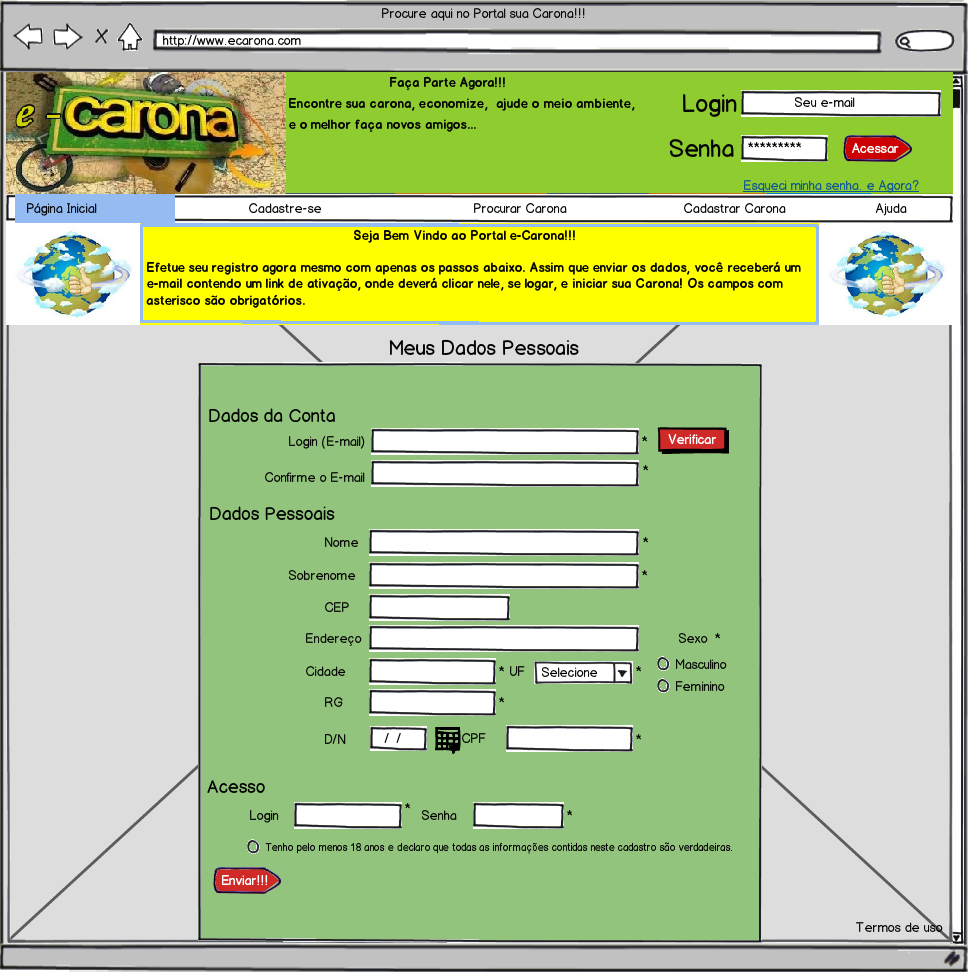 Procure aqui no Portal sua Carona!!!
X
http://www.ecarona.com
e - carona
Faça Parte Agora!!!
Encontre sua carona, economize, ajude o meio ambiente,
e o melhor faça novos amigos...
Login Seu e-mail
Senha ********* Acessar
Esqueci minha senha. e Agora?
Página Inicial Cadastre-se Procurar Carona Cadastrar Carona Ajuda
Seja Bem Vindo ao Portal e-Carona!!!
Efetue seu registro agora mesmo com apenas os passos abaixo. Assim que enviar os dados, você receberá um
e-mail contendo um link de ativação, onde deverá clicar nele, se logar, e iniciar sua Carona! Os campos com
asterisco são obrigatórios.
Meus Dados Pessoais
Dados da Conta
Login (E-mail) * Verificar
Confirme o E-mail *
Dados Pessoais
Nome *
Sobrenome *
CEP
Endereço Sexo *
Cidade * UF Selecione * Masculino
Feminino
RG *
D/N / / CPF *
Acesso
Login * Senha *
Tenho pelo menos 18 anos e declaro que todas as informações contidas neste cadastro são verdadeiras.
Enviar!!!
Termos de uso